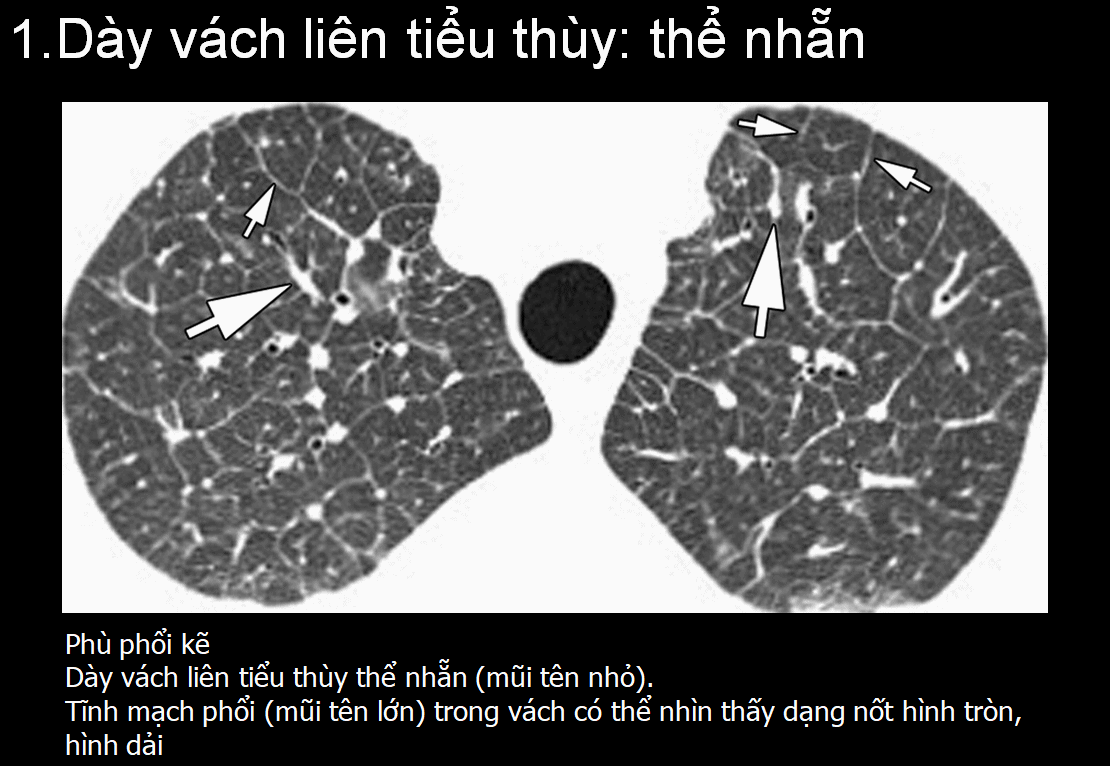 1.Dày vách liên tiểu thùy: thể nhẵn
Phù phổi kẽ
Dày vách liên tiểu thùy thể nhẵn (mũi tên nhỏ).
Tĩnh mạch phổi (mũi tên lớn) trong vách có thể nhìn thấy dạng nốt hình tròn,
hình dải